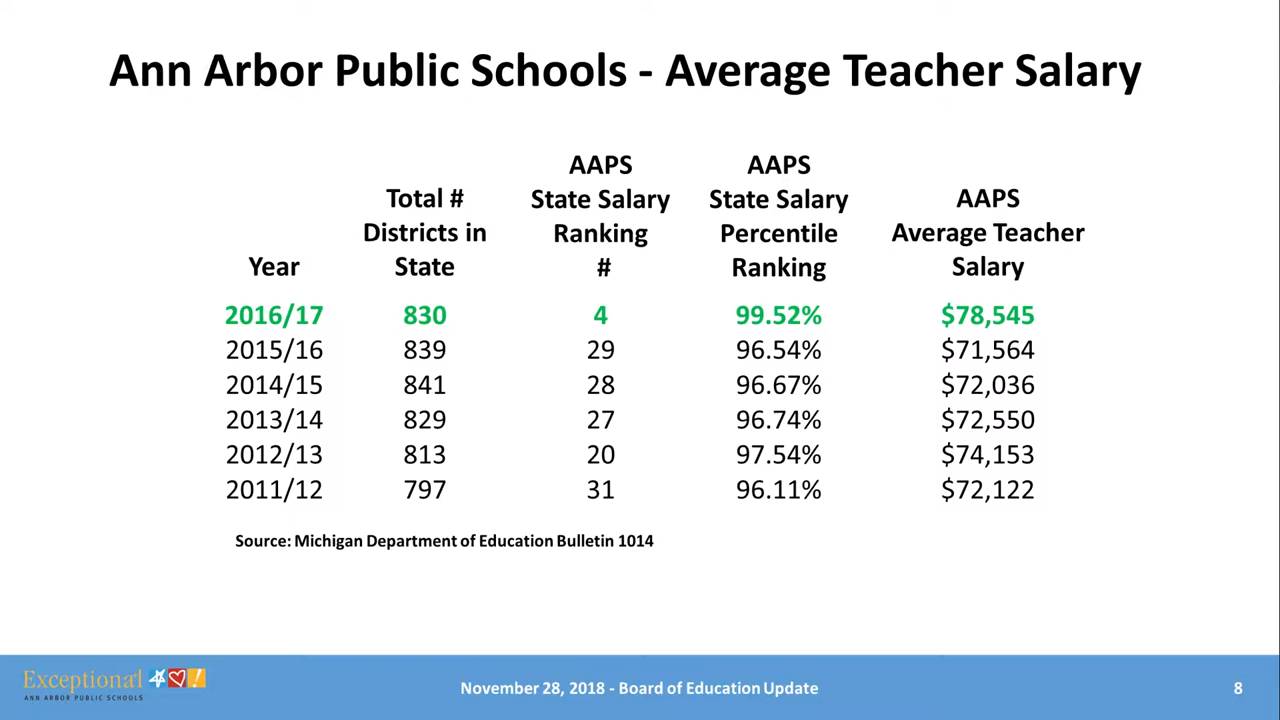 Ann Arbor Public Schools - Average Teacher Salary
Year
Total #
Districts in
State
AAPS
State Salary
Ranking
#
AAPS
State Salary
Percentile
Ranking
AAPS
Average Teacher
Salary
2016/17 830 4 99.52% $78,545
2015/16 839 29 96.54% $71,564
2014/15 841 28 96.67% $72,036
2013/14 829 27 96.74% $72,550
2012/13 813 20 97.54% $74,153
2011/12 797 31 96.11% $72,122
Source: Michigan Department of Education Bulletin 1014
Exceptional
ANN ARBOR PUBLIC SCHOOLS
November 28, 2018 - Board of Education Update
8